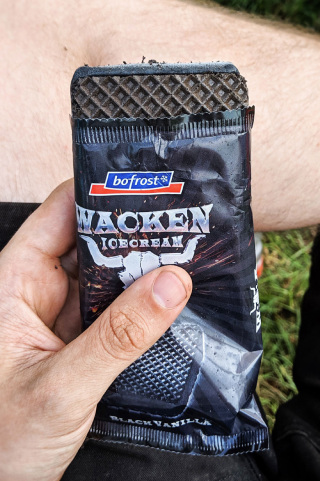 bofrost
WACKEN
ICECREAM
BLACK VANILLA